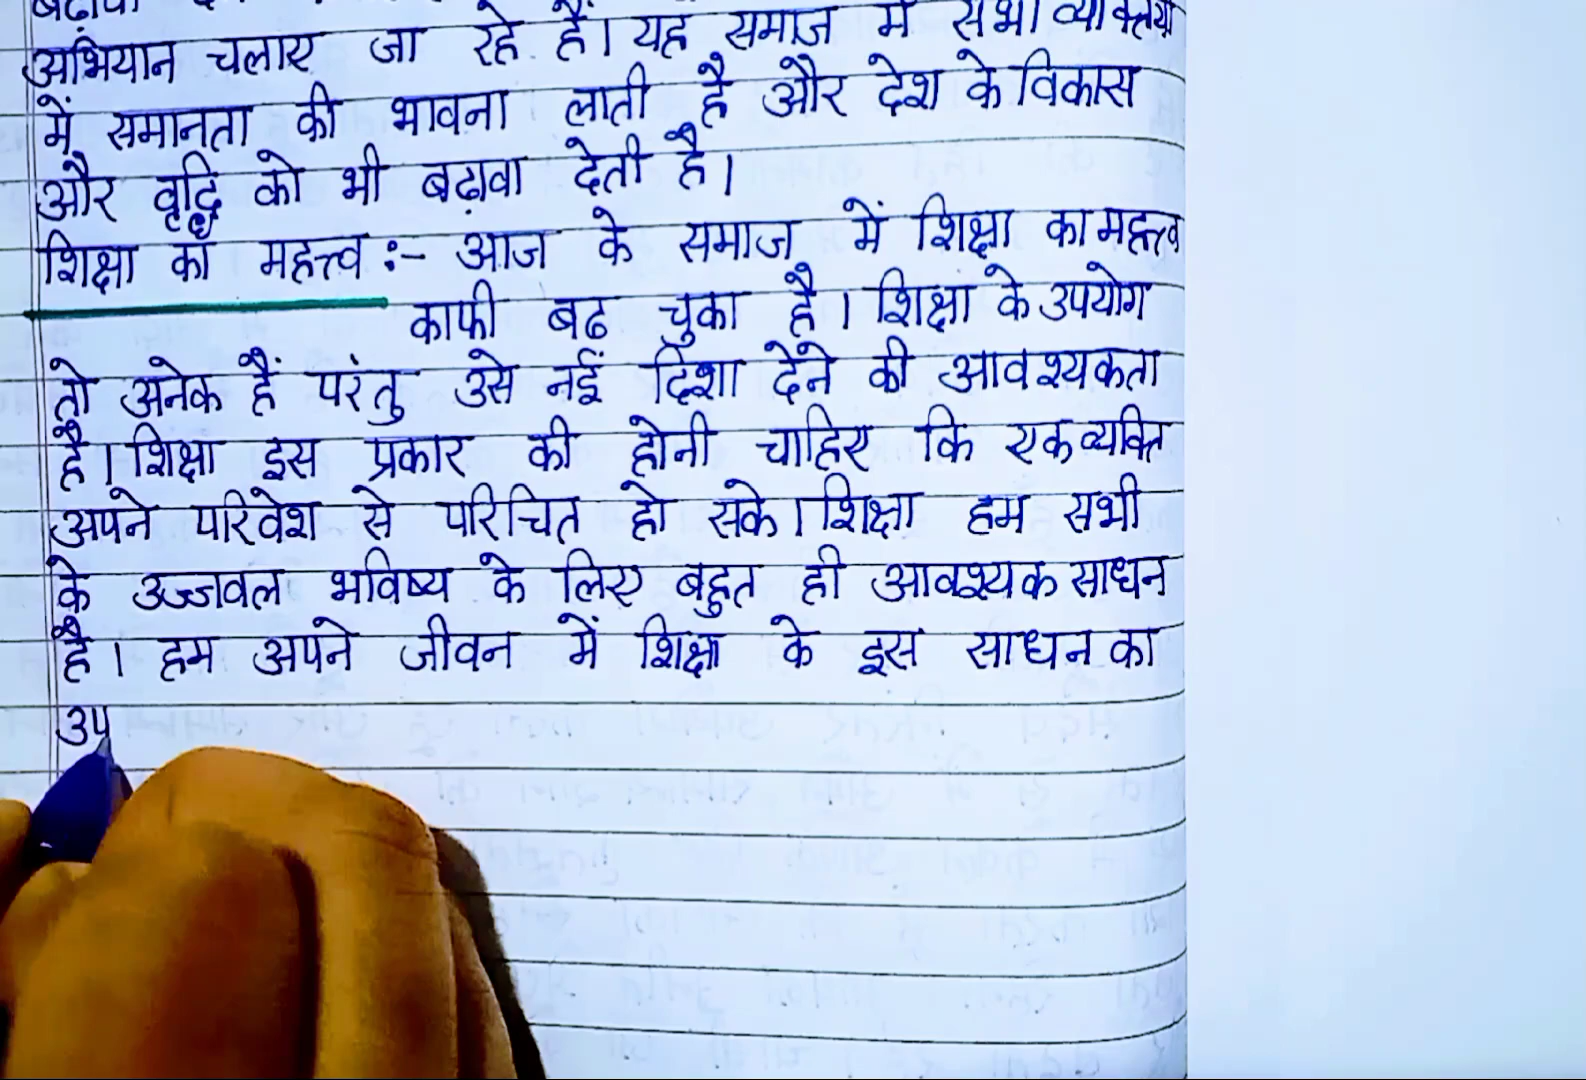 अभियान चलाए जा रहे हैं। यह समाज में सभी व्यक्तियों
में समानता की भावना लाती है और देश के विकास
और वृद्धि को भी बढ़ावा देती है।
शिक्षा का महत्त्व :- आज के समाज में शिक्षा का महत्त्व
काफी बढ चुका है। शिक्षा के उपयोग
तो अनेक हैं परंतु उसे नई दिशा देने की आवश्यकता
है। शिक्षा इस प्रकार की होनी चाहिए कि एक व्यक्ति
अपने परिवेश से परिचित हो सके। शिक्षा हम सभी
के उज्जवल भविष्य के लिए बहुत ही आवश्यक साधन
है। हम अपने जीवन में शिक्षा के इस साधन का
उप